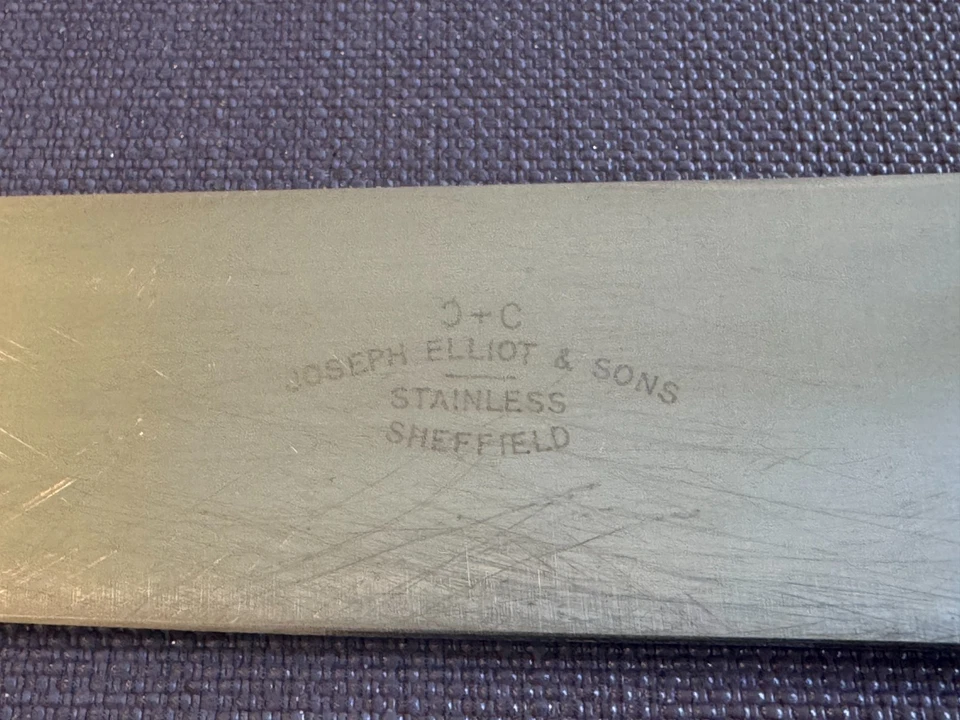 Ɔ+C
JOSEPH ELLIOT & SONS
STAINLESS
SHEFFIELD